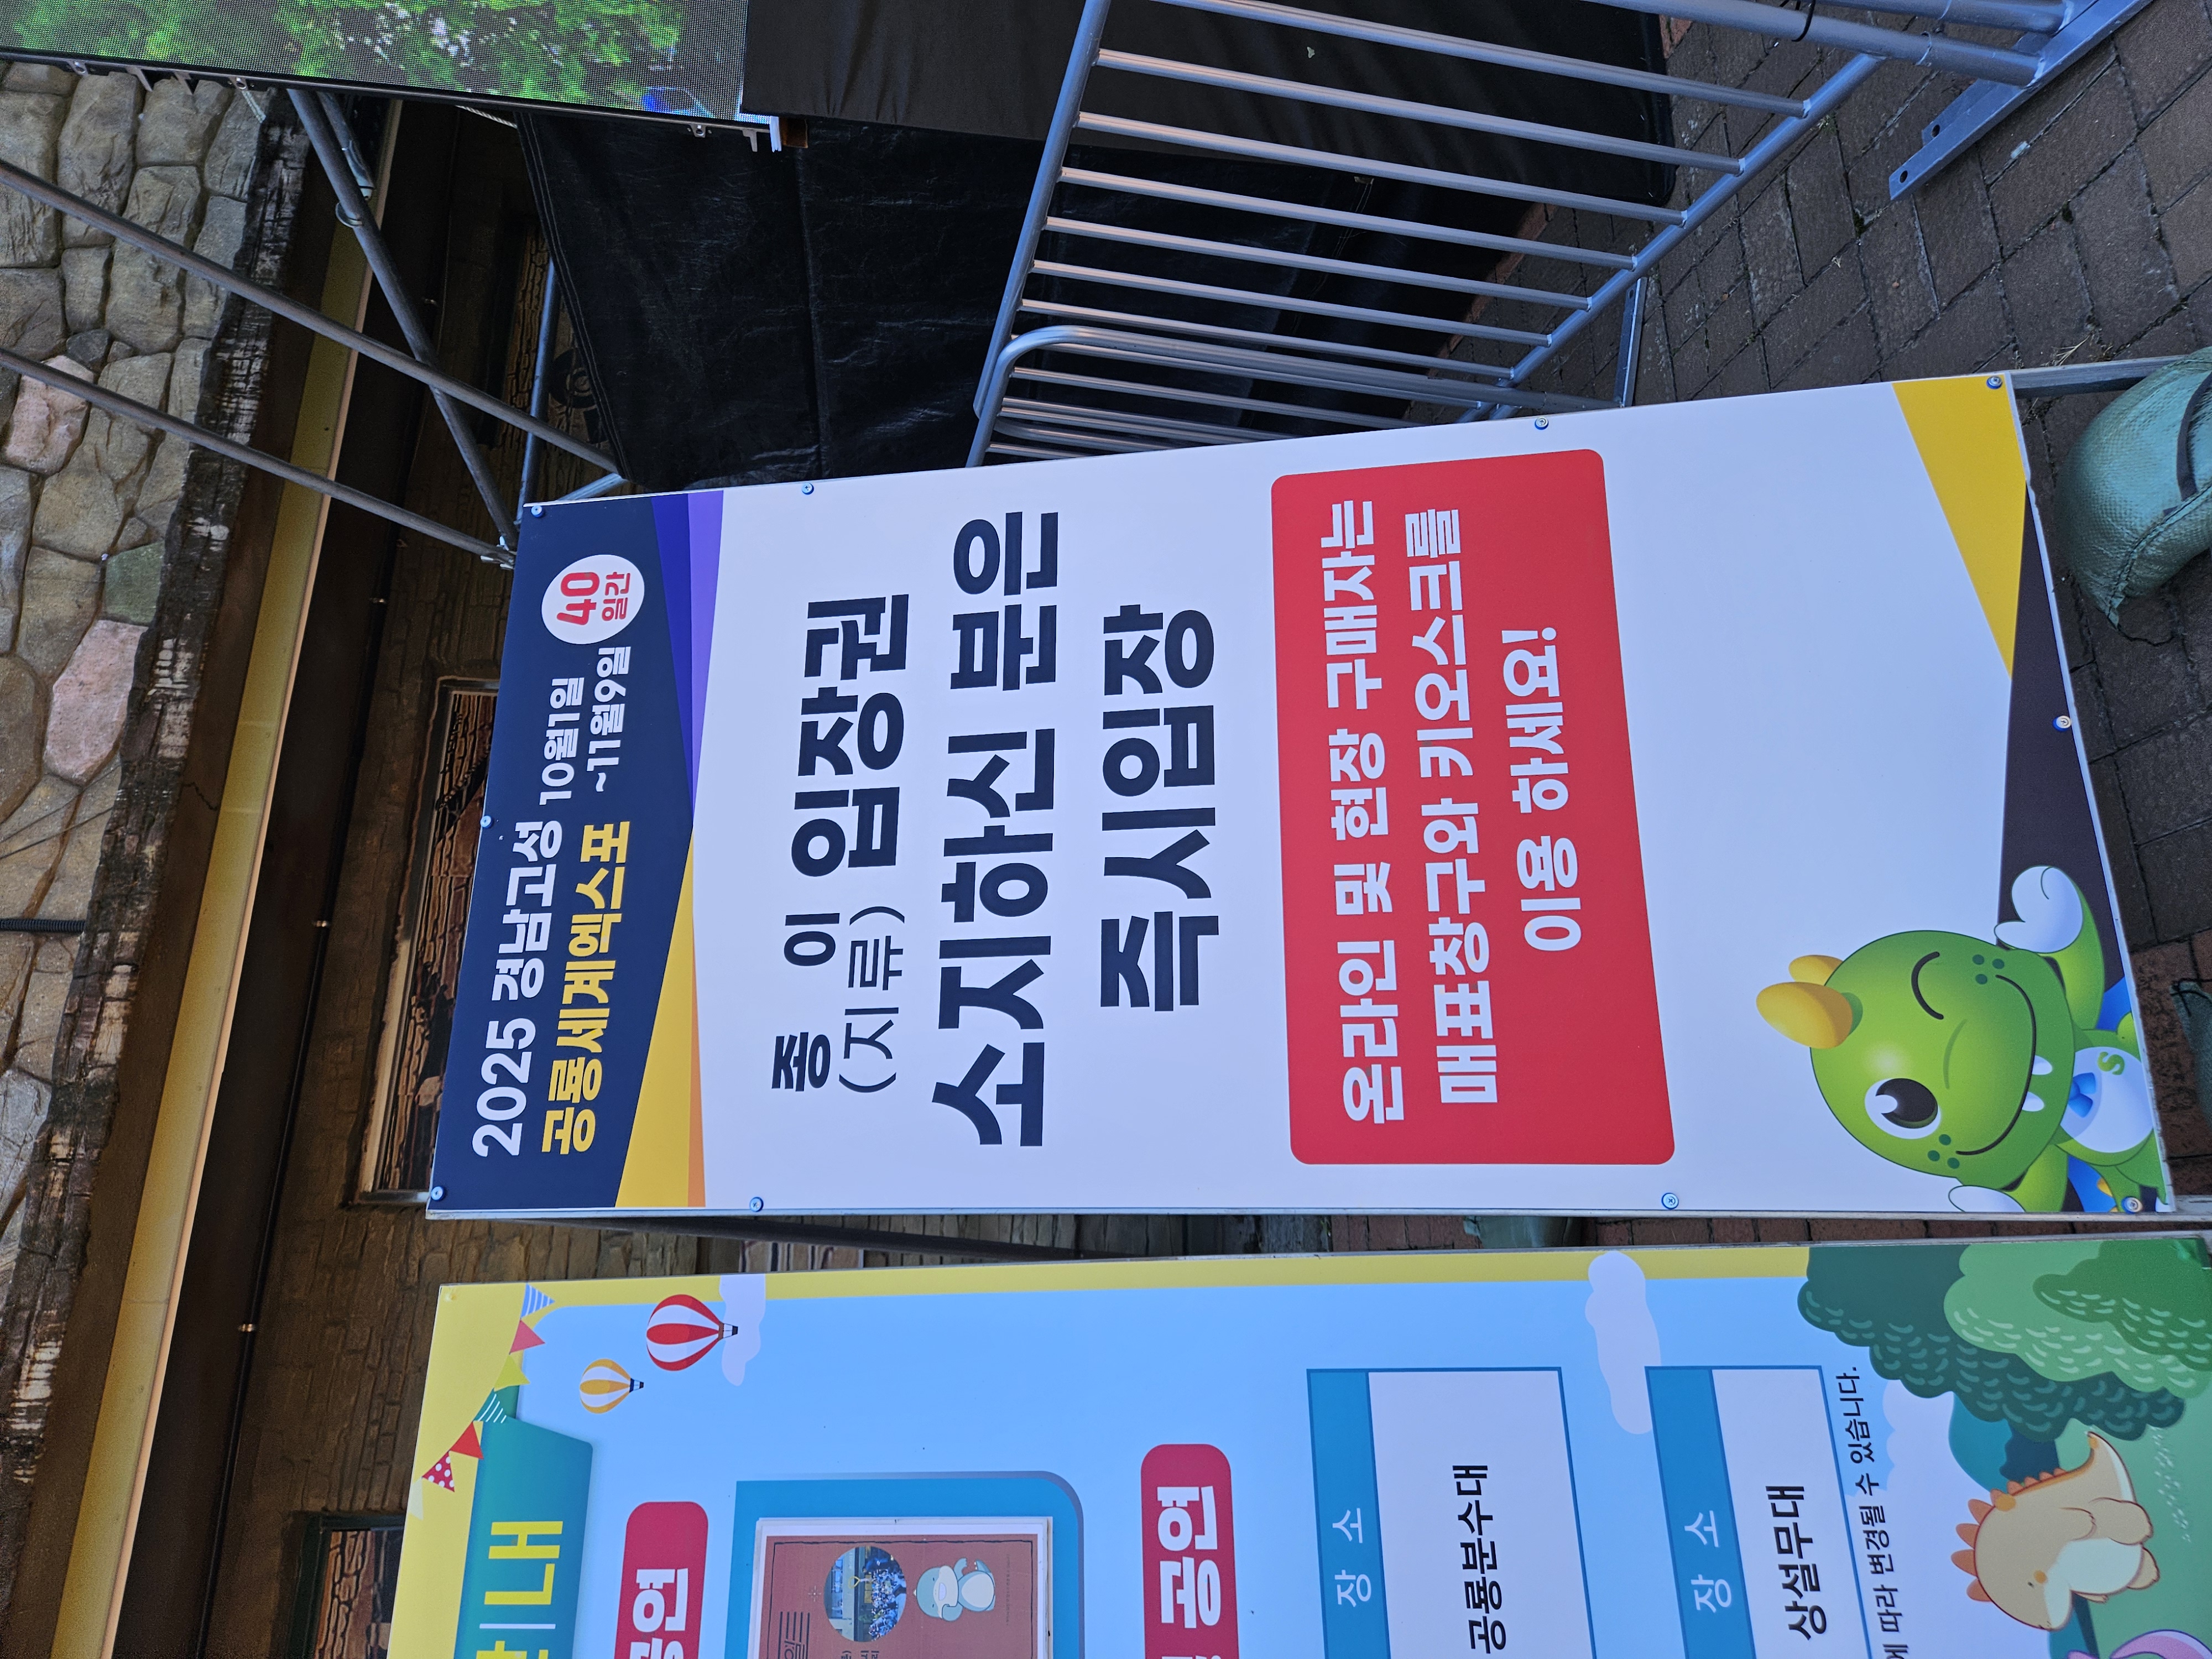 2025 경남고성
공룡세계엑스포
10월1일
~11월9일
40
일간
종 이
(지류)
입장권
소지하신 분은
즉시입장
온라인 및 현장 구매자는
매표창구와 키오스크를
이용 하세요!
S
내
공연
공연
장 소
공룡분수대
장 소
상설무대
따라 변경될 수 있습니다.